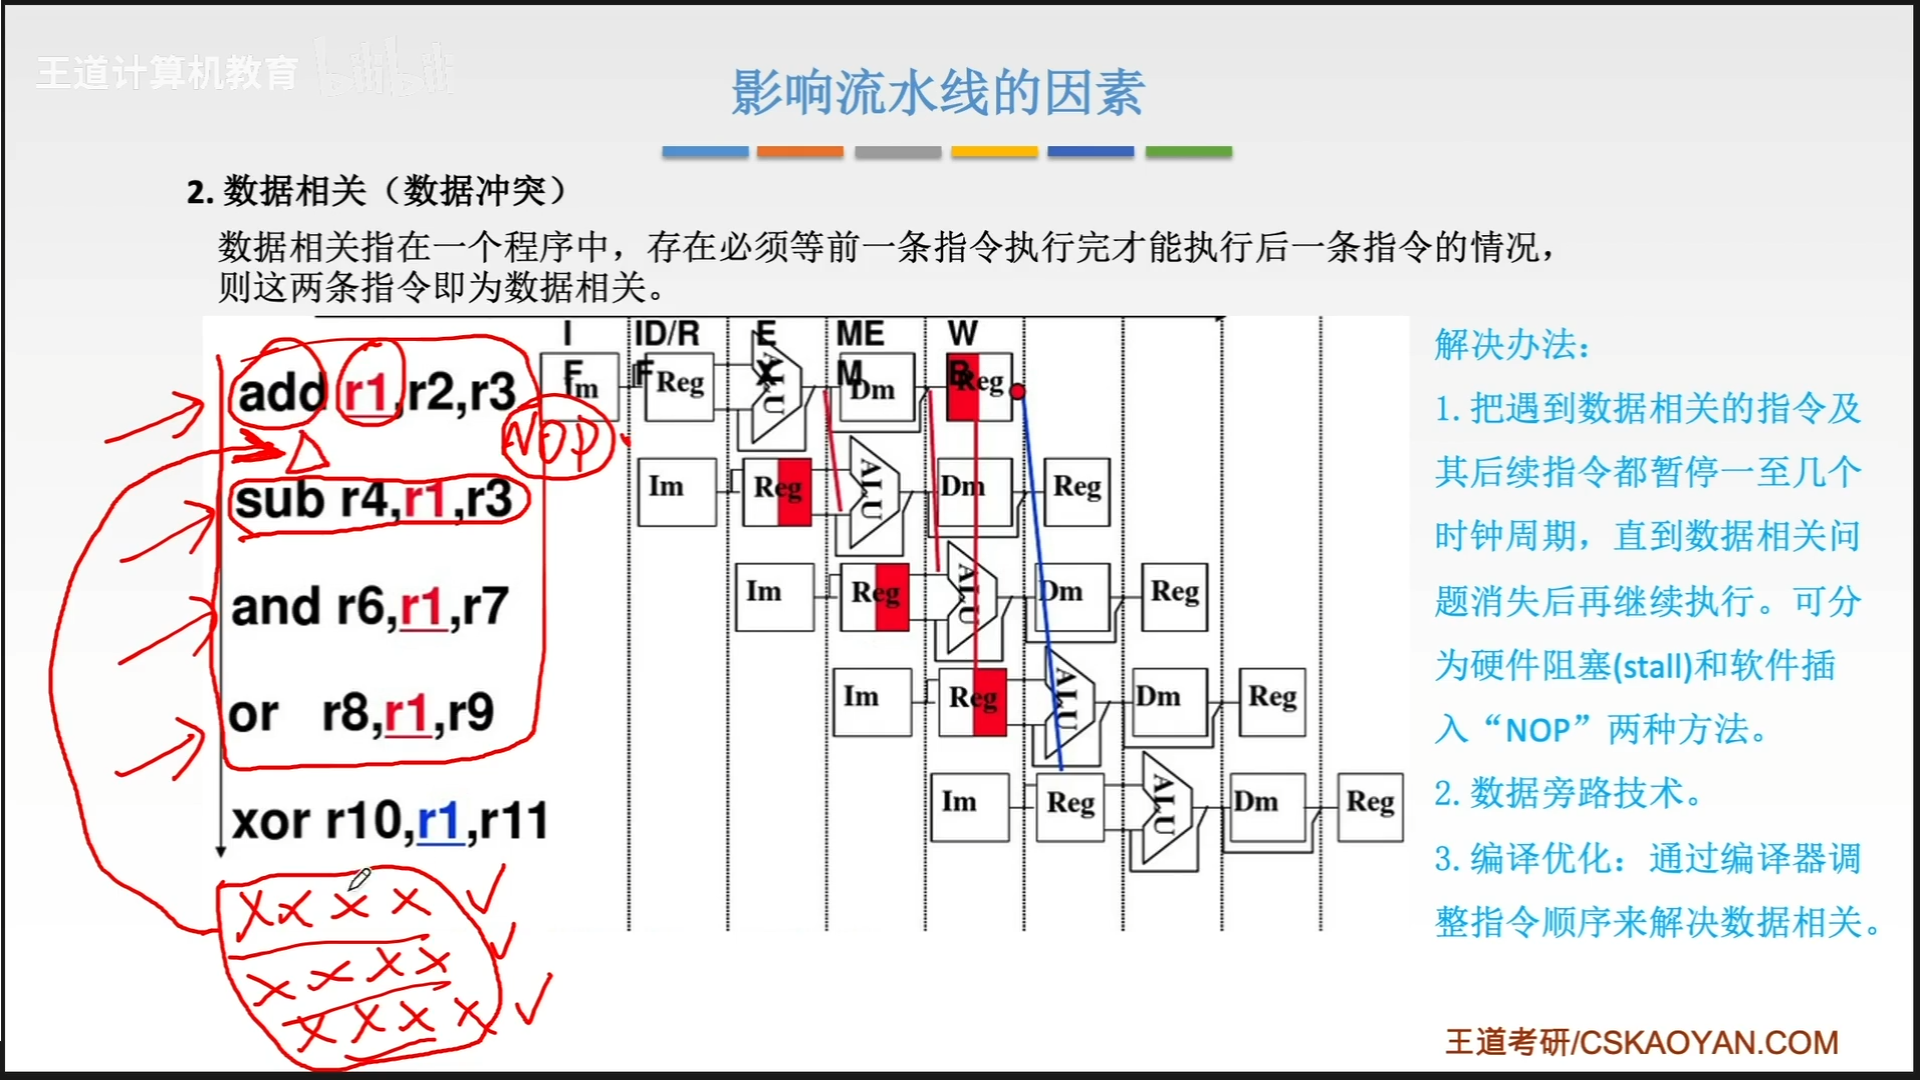 王道计算机教育 bilibili
影响流水线的因素
2. 数据相关（数据冲突）
数据相关指在一个程序中，存在必须等前一条指令执行完才能执行后一条指令的情况，
则这两条指令即为数据相关。
IF ID/RF EX MEM WB
add r1,r2,r3
Im Reg ALU Dm Reg
NOP
sub r4,r1,r3
Im Reg ALU Dm Reg
and r6,r1,r7
Im Reg ALU Dm Reg
or r8,r1,r9
Im Reg ALU Dm Reg
xor r10,r1,r11
Im Reg ALU Dm Reg
X X X X
X X X X
X X X X
解决办法：
1. 把遇到数据相关的指令及
其后续指令都暂停一至几个
时钟周期，直到数据相关问
题消失后再继续执行。可分
为硬件阻塞(stall)和软件插
入“NOP”两种方法。
2. 数据旁路技术。
3. 编译优化：通过编译器调
整指令顺序来解决数据相关。
王道考研/CSKAOYAN.COM